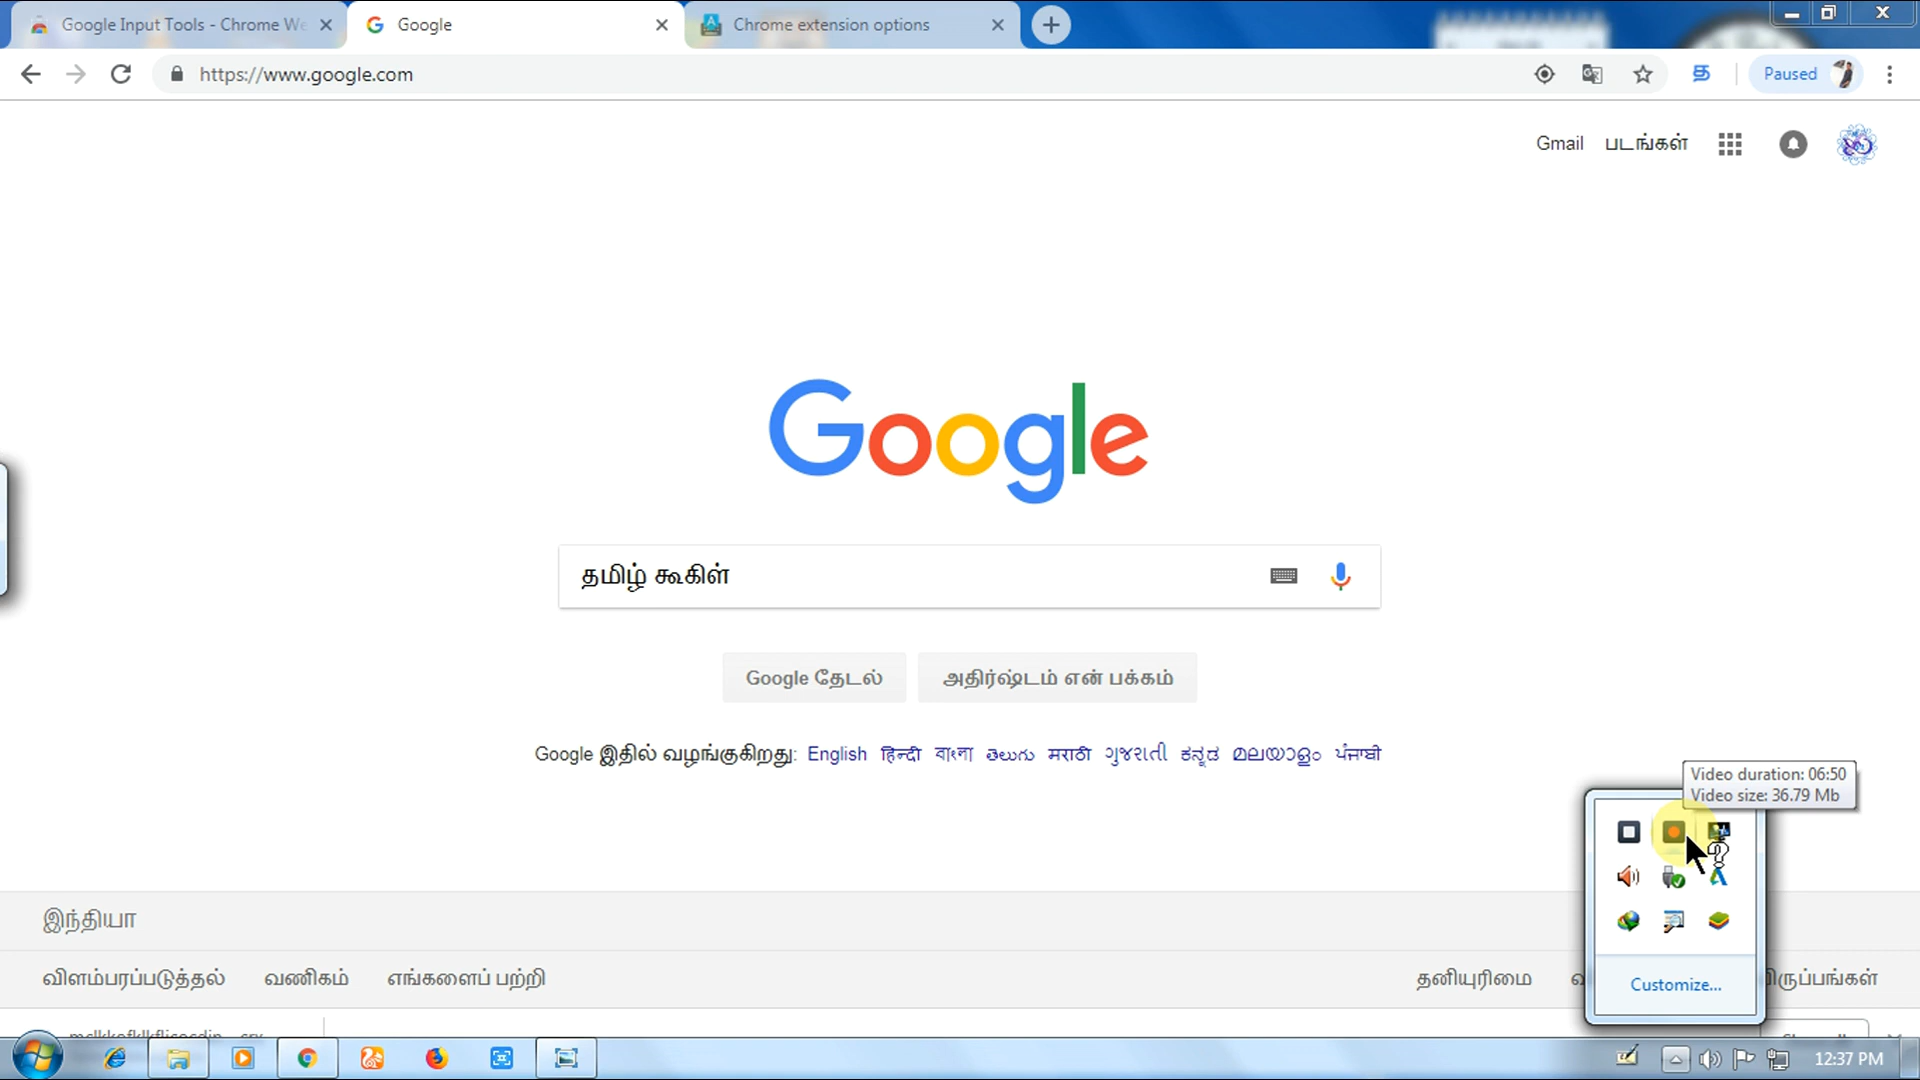 Google Input Tools - Chrome We
Google
Chrome extension options
https://www.google.com
Paused
Gmail படங்கள்
Google
தமிழ் கூகிள்
Google தேடல்
அதிர்ஷ்டம் என் பக்கம்
Google இதில் வழங்குகிறது: English हिन्दी বাংলা తెలుగు मराठी ગુજરાતી ಕನ್ನಡ മലയാളം ਪੰਜਾਬੀ
Video duration: 06:50
Video size: 36.79 Mb
இந்தியா
விளம்பரப்படுத்தல் வணிகம் எங்களைப் பற்றி
தனியுரிமை
Customize...
12:37 PM